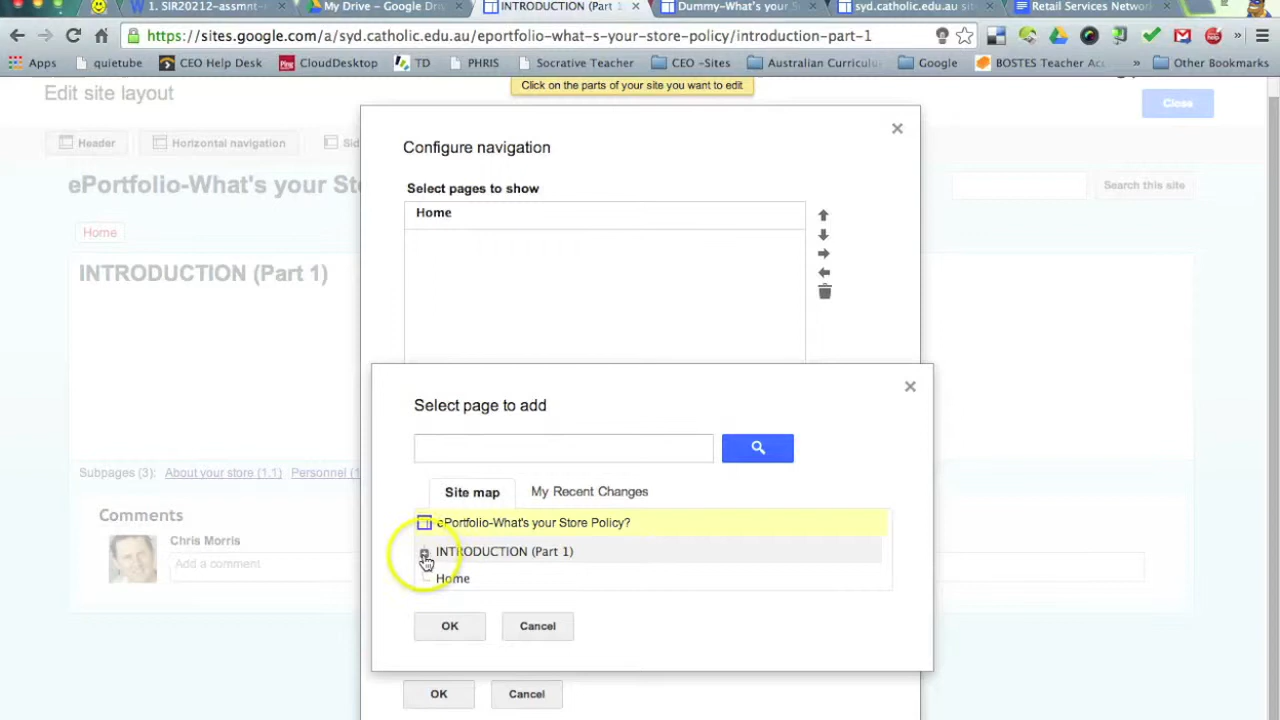 1. SIR20212-assmnt-
My Drive – Google Dri
INTRODUCTION (Part 1
Dummy-What's your S
syd.catholic.edu.au sit
Retail Services Network
https://sites.google.com/a/syd.catholic.edu.au/eportfolio-what-s-your-store-policy/introduction-part-1
Apps quietube CEO Help Desk CloudDesktop TD PHRIS Socrative Teacher CEO -Sites Australian Curriculu Google BOSTES Teacher Ac » Other Bookmarks
Click on the parts of your site you want to edit
Edit site layout
Close
Header Horizontal navigation Sid
ePortfolio-What's your Sto
Search this site
Home
INTRODUCTION (Part 1)
Subpages (3): About your store (1.1) Personnel (1
Comments
Chris Morris
Add a comment
Configure navigation
Select pages to show
Home
Select page to add
Site map My Recent Changes
ePortfolio-What's your Store Policy?
INTRODUCTION (Part 1)
Home
OK Cancel
OK Cancel